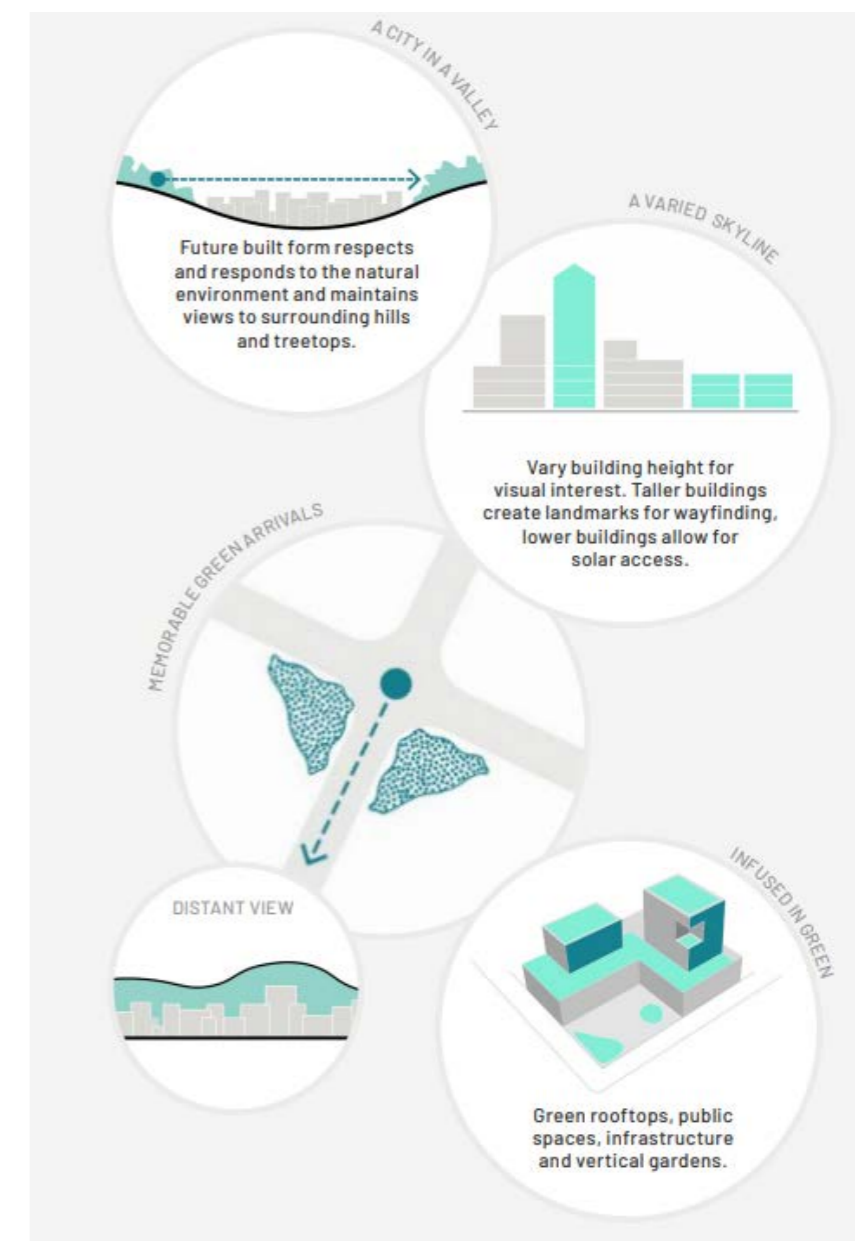 A CITY IN A VALLEY
Future built form respects
and responds to the natural
environment and maintains
views to surrounding hills
and treetops.
A VARIED SKYLINE
Vary building height for
visual interest. Taller buildings
create landmarks for wayfinding,
lower buildings allow for
solar access.
MEMORABLE GREEN ARRIVALS
DISTANT VIEW
INFUSED IN GREEN
Green rooftops, public
spaces, infrastructure
and vertical gardens.